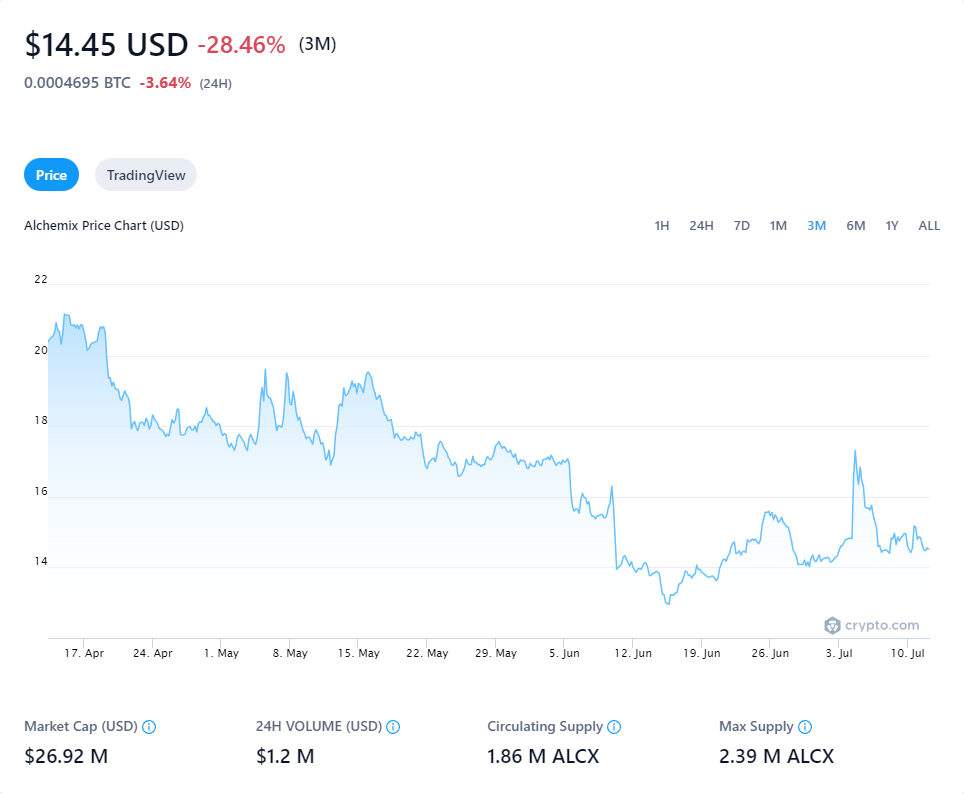 $14.45 USD -28.46% (3M)
0.0004695 BTC -3.64% (24H)
Price TradingView
Alchemix Price Chart (USD) 1H 24H 7D 1M 3M 6M 1Y ALL
22
20
18
16
14
crypto.com
17. Apr 24. Apr 1. May 8. May 15. May 22. May 29. May 5. Jun 12. Jun 19. Jun 26. Jun 3. Jul 10. Jul
Market Cap (USD) 24H VOLUME (USD) Circulating Supply Max Supply
$26.92 M $1.2 M 1.86 M ALCX 2.39 M ALCX